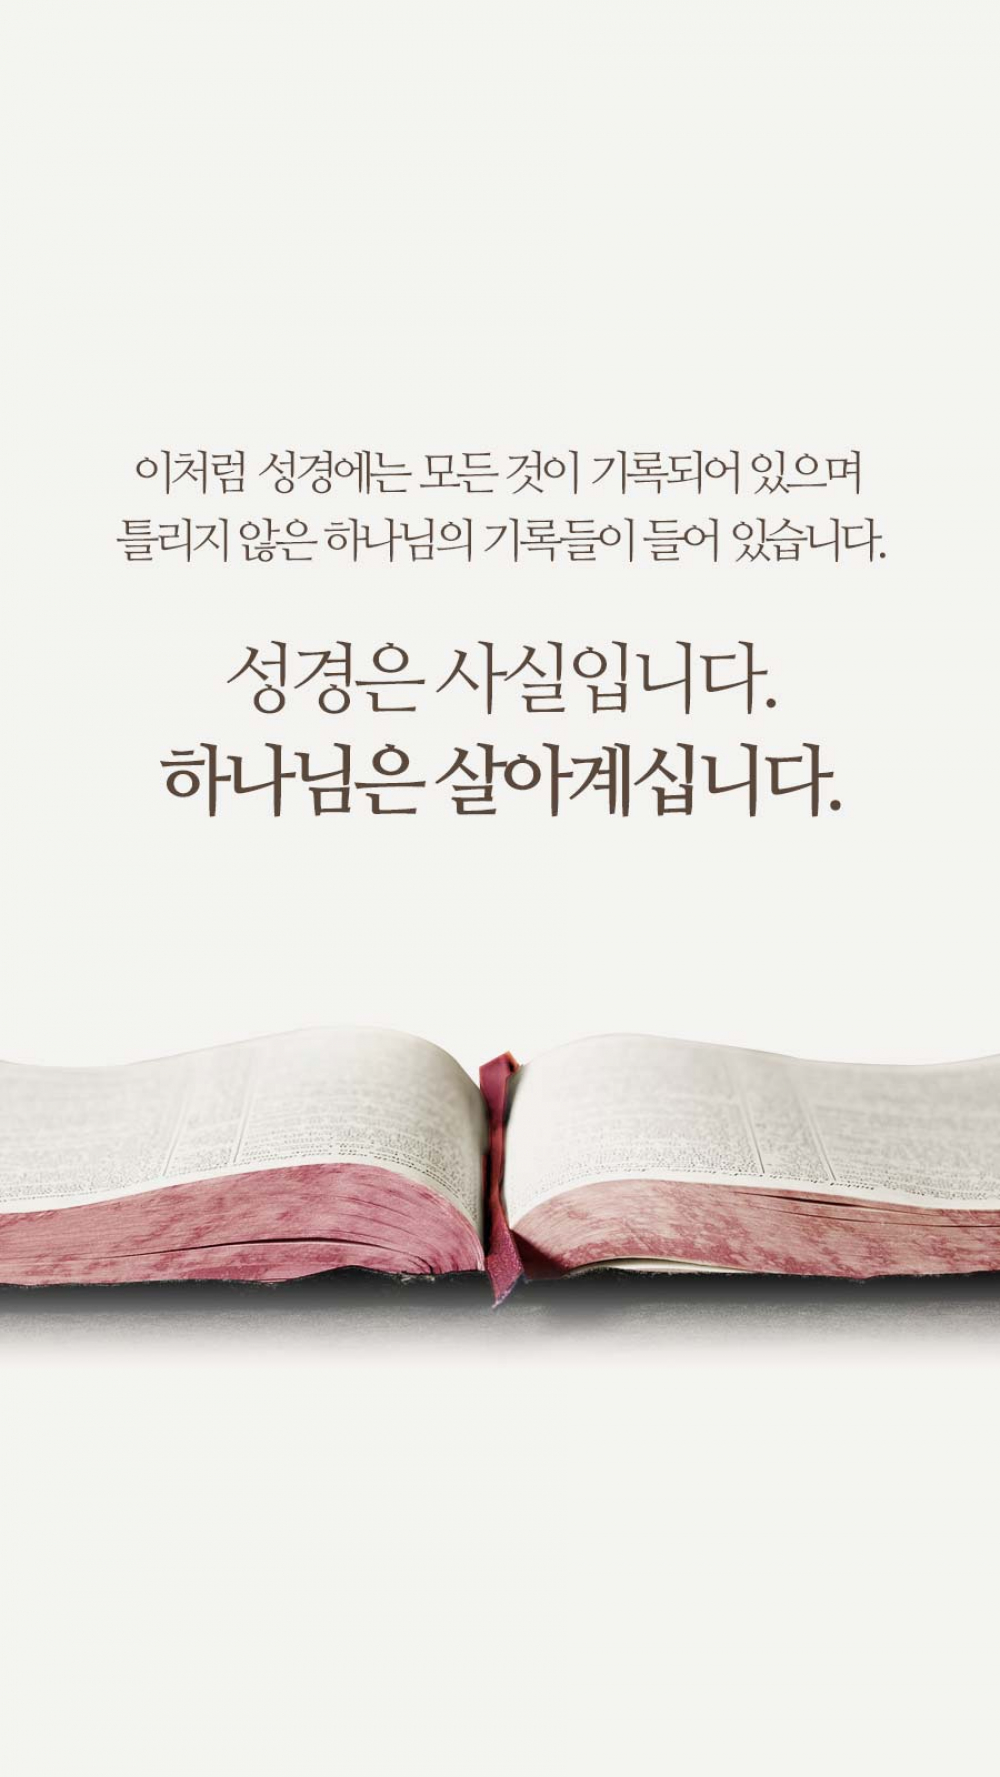 이처럼 성경에는 모든 것이 기록되어 있으며
틀리지 않은 하나님의 기록들이 들어 있습니다.
성경은 사실입니다.
하나님은 살아계십니다.